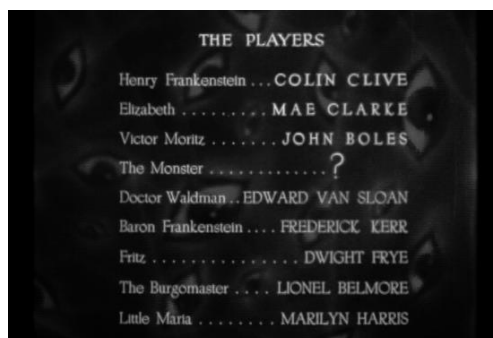 THE PLAYERS
Henry Frankenstein . . . COLIN CLIVE
Elizabeth . . . . . . . . . MAE CLARKE
Victor Moritz . . . . . . . JOHN BOLES
The Monster . . . . . . . . . . . . . ?
Doctor Waldman . . EDWARD VAN SLOAN
Baron Frankenstein . . . . FREDERICK KERR
Fritz . . . . . . . . . . . . . . . DWIGHT FRYE
The Burgomaster . . . . LIONEL BELMORE
Little Maria . . . . . . . . MARILYN HARRIS